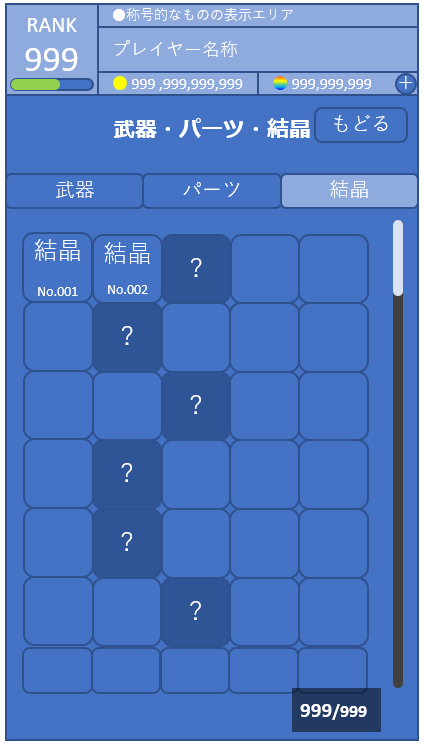 RANK
999
●称号的なものの表示エリア
プレイヤー名称
999 ,999,999,999
999,999,999
+
武器・パーツ・結晶
もどる
武器
パーツ
結晶
結晶
No.001
結晶
No.002
?
?
?
?
?
?
999/999